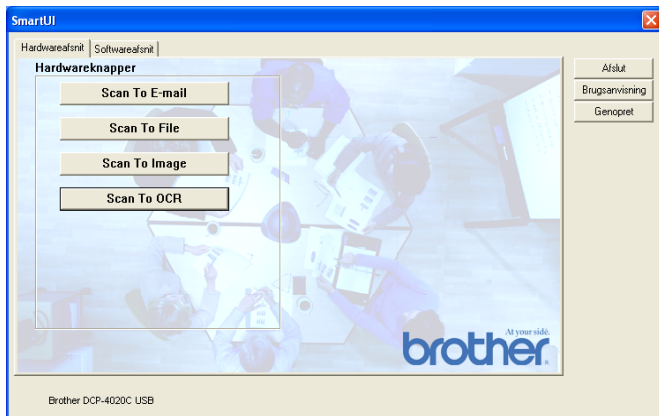 SmartUI
Hardwareafsnit Softwareafsnit
Hardwareknapper
Scan To E-mail
Scan To File
Scan To Image
Scan To OCR
Afslut
Brugsanvisning
Genopret
At your side.
brother
Brother DCP-4020C USB